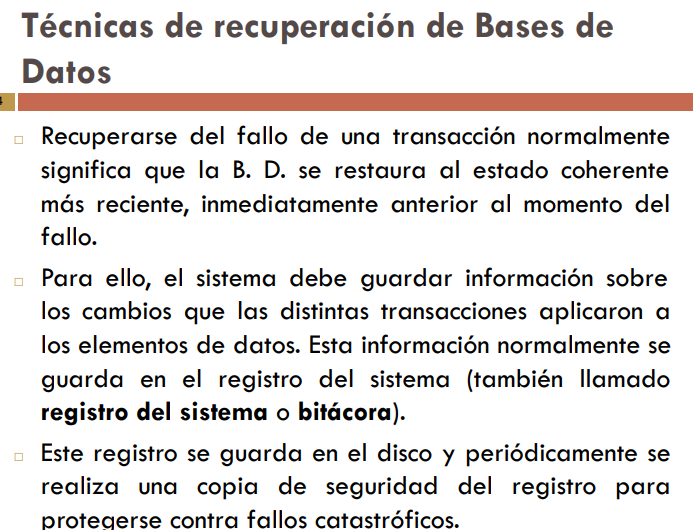 Técnicas de recuperación de Bases de
Datos
Recuperarse del fallo de una transacción normalmente
significa que la B. D. se restaura al estado coherente
más reciente, inmediatamente anterior al momento del
fallo.
Para ello, el sistema debe guardar información sobre
los cambios que las distintas transacciones aplicaron a
los elementos de datos. Esta información normalmente se
guarda en el registro del sistema (también llamado
registro del sistema o bitácora).
Este registro se guarda en el disco y periódicamente se
realiza una copia de seguridad del registro para
protegerse contra fallos catastróficos.